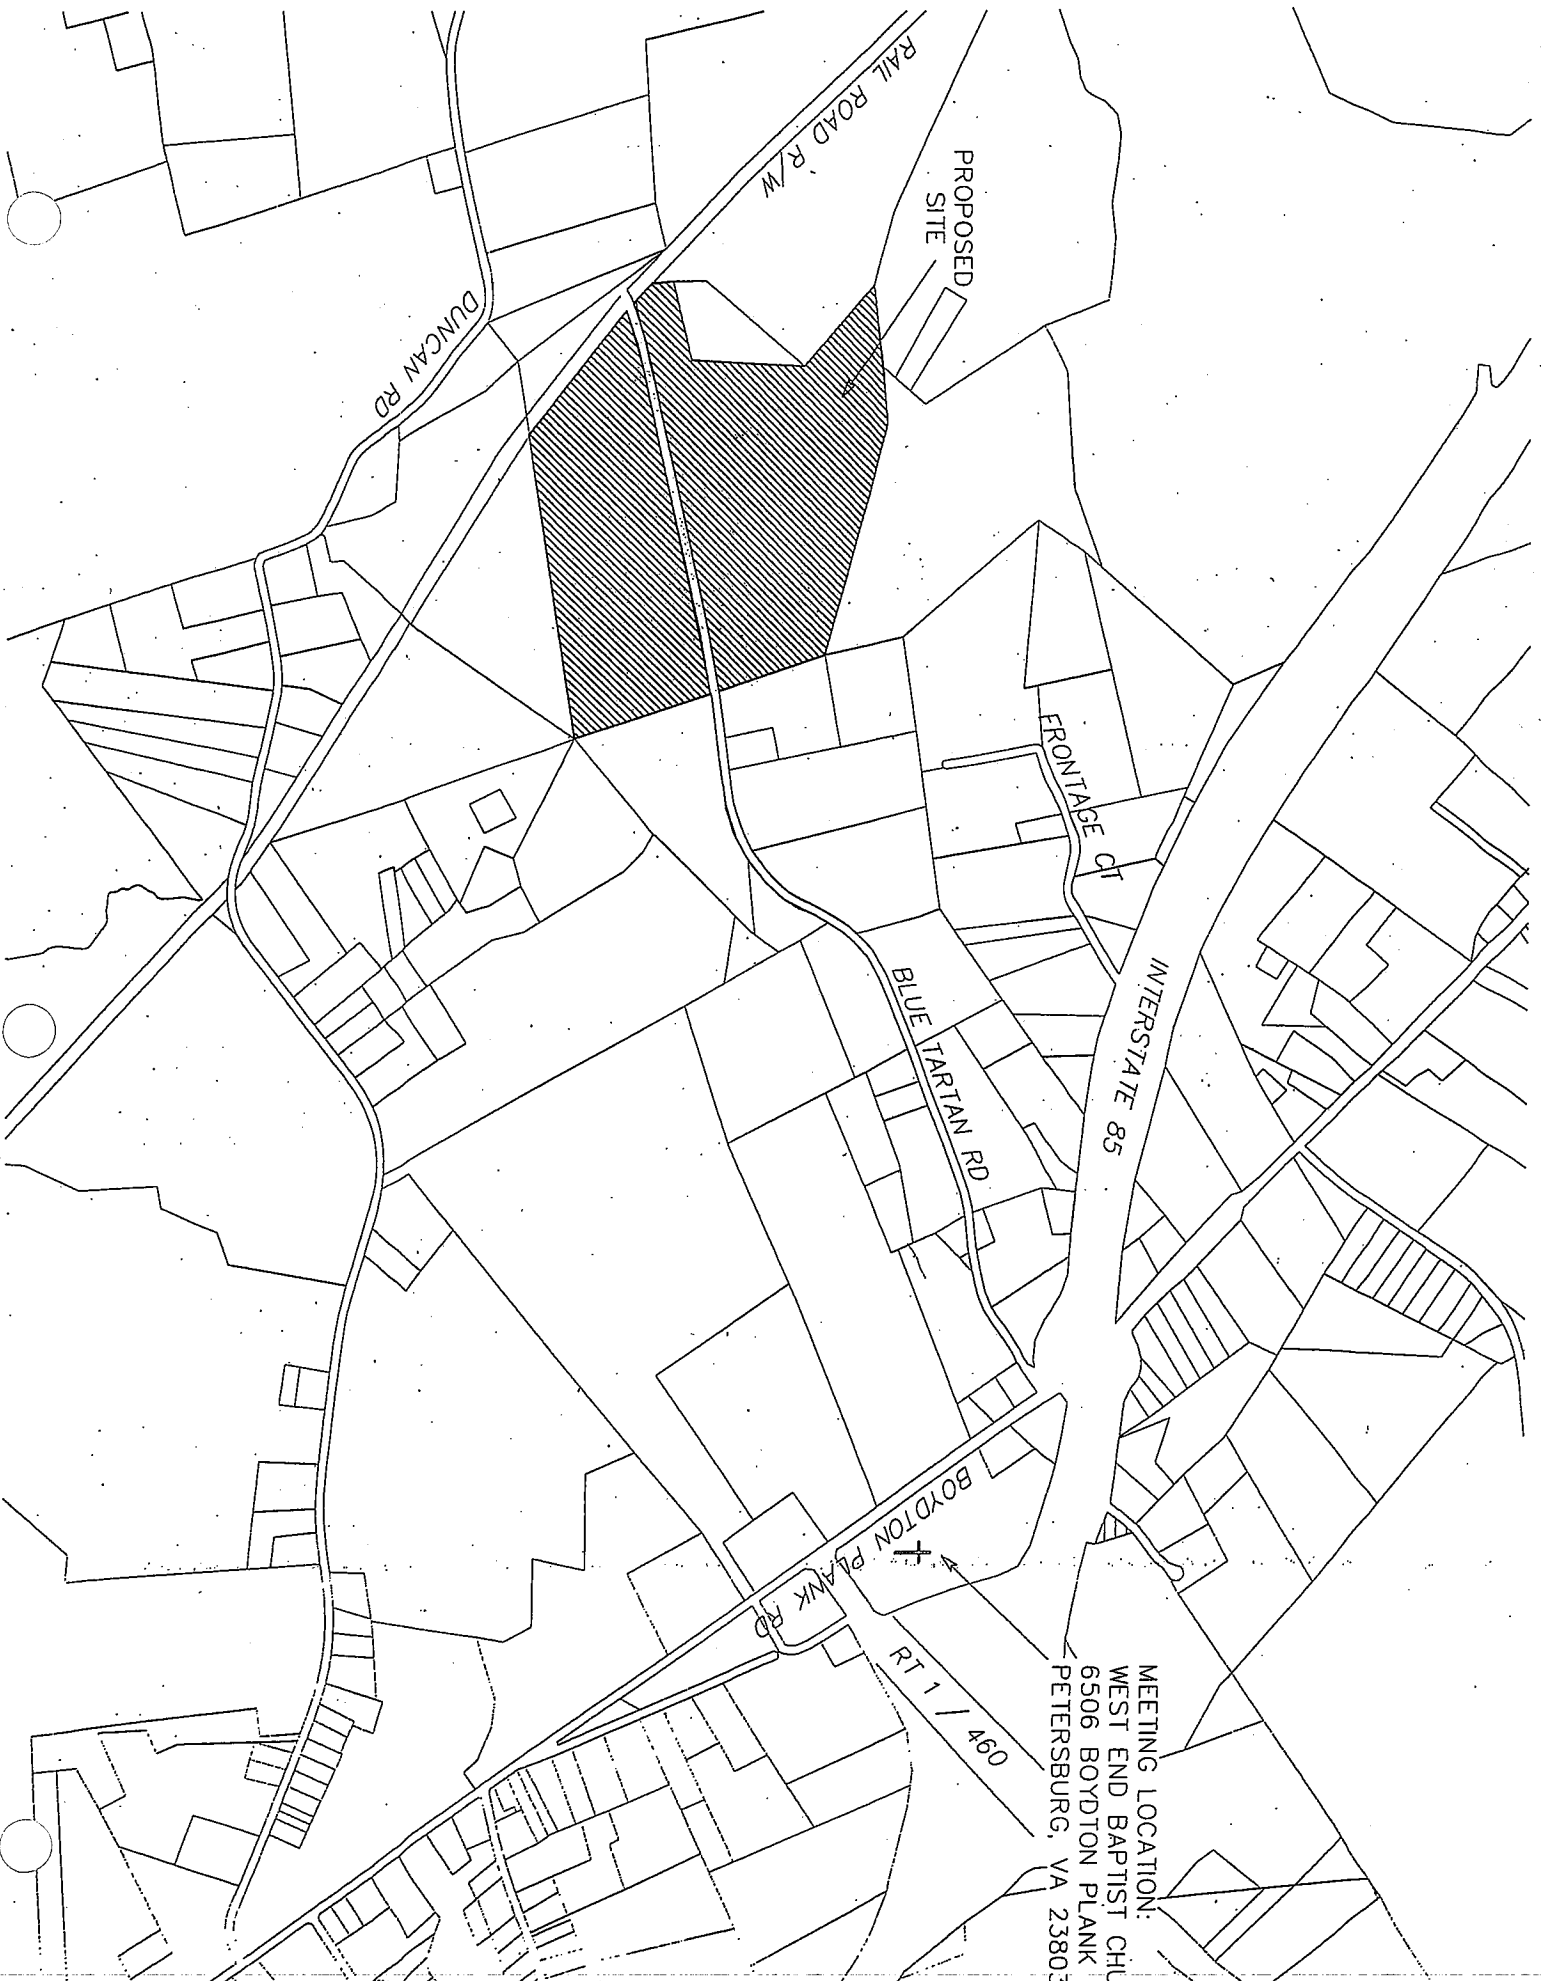 RAIL ROAD R/W
PROPOSED
SITE
DUNCAN RD
FRONTAGE CT
INTERSTATE 85
BLUE TARTAN RD
BOYDTON PLANK RD
RT 1 / 460
MEETING LOCATION:
WEST END BAPTIST CHU
6506 BOYDTON PLANK
PETERSBURG, VA 23803